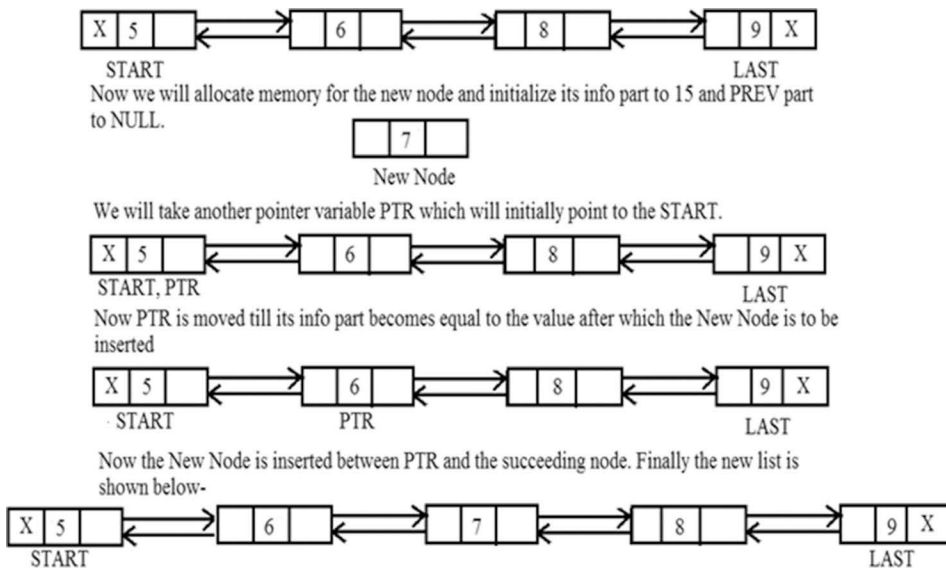 X 5 6 8 9 X
START LAST
Now we will allocate memory for the new node and initialize its info part to 15 and PREV part
to NULL.
7
New Node
We will take another pointer variable PTR which will initially point to the START.
X 5 6 8 9 X
START, PTR LAST
Now PTR is moved till its info part becomes equal to the value after which the New Node is to be
inserted
X 5 6 8 9 X
START PTR LAST
Now the New Node is inserted between PTR and the succeeding node. Finally the new list is
shown below-
X 5 6 7 8 9 X
START LAST